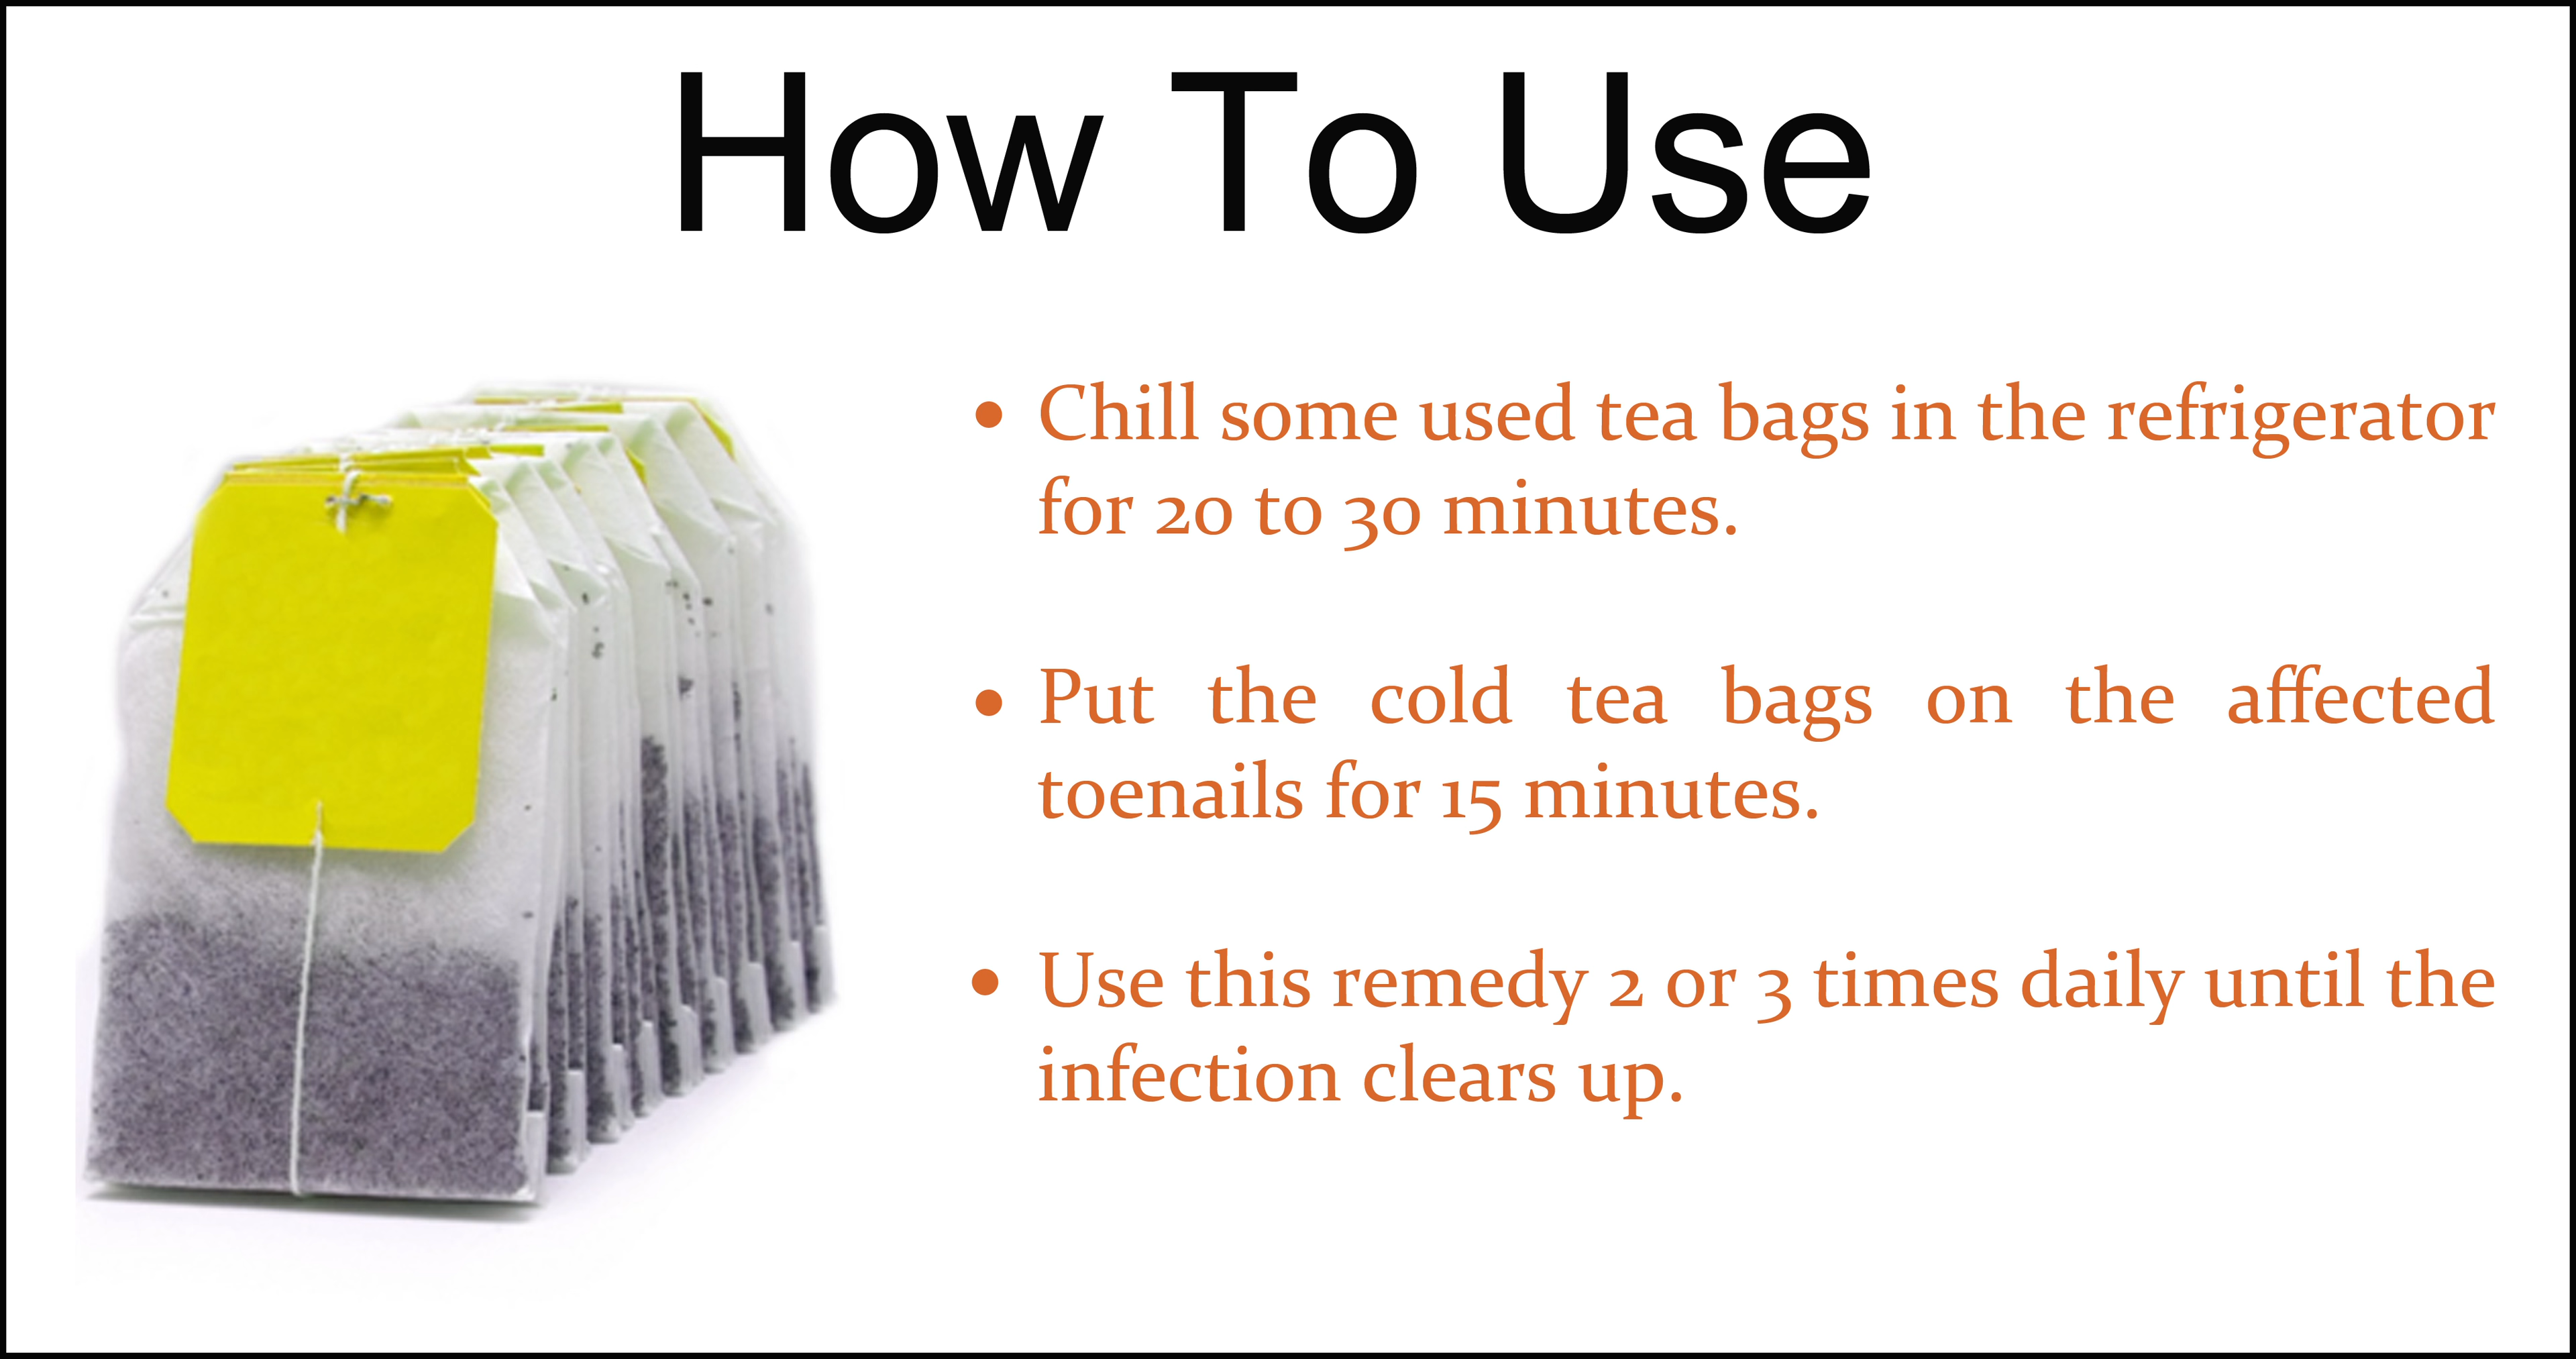 How To Use
• Chill some used tea bags in the refrigerator
for 20 to 30 minutes.
• Put the cold tea bags on the affected
toenails for 15 minutes.
• Use this remedy 2 or 3 times daily until the
infection clears up.